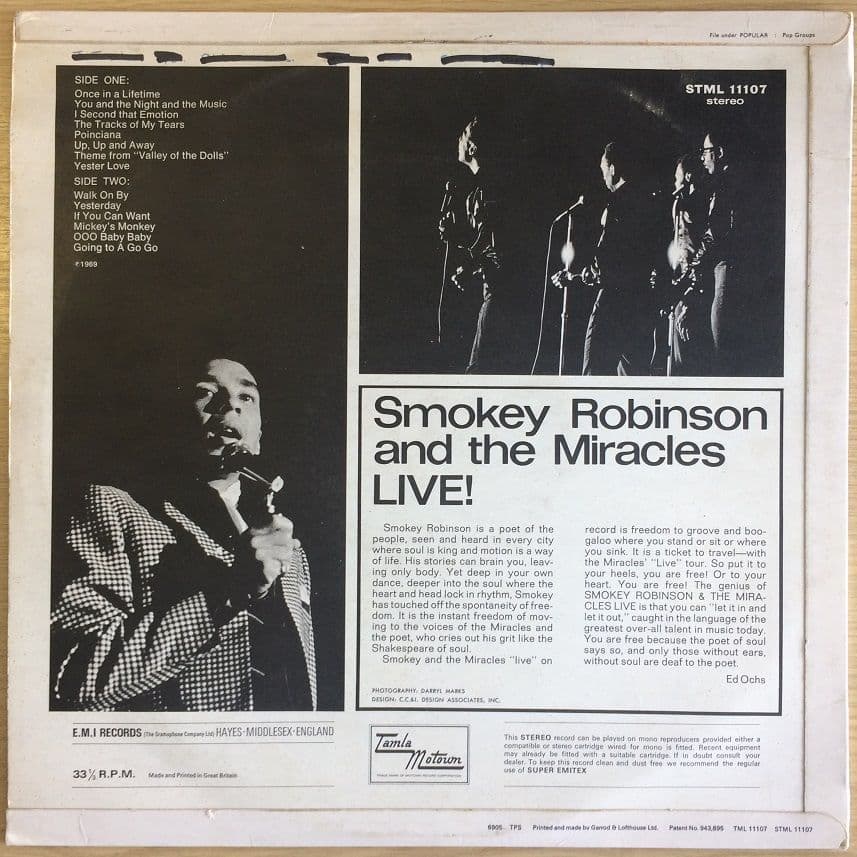 File under POPULAR : Pop Groups
SIDE ONE:
Once in a Lifetime
You and the Night and the Music
I Second that Emotion
The Tracks of My Tears
Poinciana
Up, Up and Away
Theme from "Valley of the Dolls"
Yester Love
SIDE TWO:
Walk On By
Yesterday
If You Can Want
Mickey's Monkey
OOO Baby Baby
Going to A Go Go
℗1969
STML 11107
stereo
Smokey Robinson
and the Miracles
LIVE!
Smokey Robinson is a poet of the
people, seen and heard in every city
where soul is king and motion is a way
of life. His stories can brain you, leav-
ing only body. Yet deep in your own
dance, deeper into the soul where the
heart and head lock in rhythm, Smokey
has touched off the spontaneity of free-
dom. It is the instant freedom of mov-
ing to the voices of the Miracles and
the poet, who cries out his grit like the
Shakespeare of soul.
Smokey and the Miracles "live" on
record is freedom to groove and boo-
galoo where you stand or sit or where
you sink. It is a ticket to travel—with
the Miracles' "Live" tour. So put it to
your heels, you are free! Or to your
heart. You are free! The genius of
SMOKEY ROBINSON & THE MIRA-
CLES LIVE is that you can "let it in and
let it out," caught in the language of the
greatest over-all talent in music today.
You are free because the poet of soul
says so, and only those without ears,
without soul are deaf to the poet.
Ed Ochs
PHOTOGRAPHY: DARRYL MARKS
DESIGN: C.C.&I. DESIGN ASSOCIATES, INC.
E.M.I RECORDS (The Gramophone Company Ltd) HAYES·MIDDLESEX·ENGLAND
33⅓ R.P.M. Made and Printed in Great Britain
Tamla
Motown
TRADE MARK OF MOTOWN RECORD CORPORATION
This STEREO record can be played on mono reproducers provided either a
compatible or stereo cartridge wired for mono is fitted. Recent equipment
may already be fitted with a suitable cartridge. If in doubt consult your
dealer. To keep this record clean and dust free we recommend the regular
use of SUPER EMITEX
6905 TPS Printed and made by Garrod & Lofthouse Ltd. Patent No. 943,895 TML 11107 STML 11107